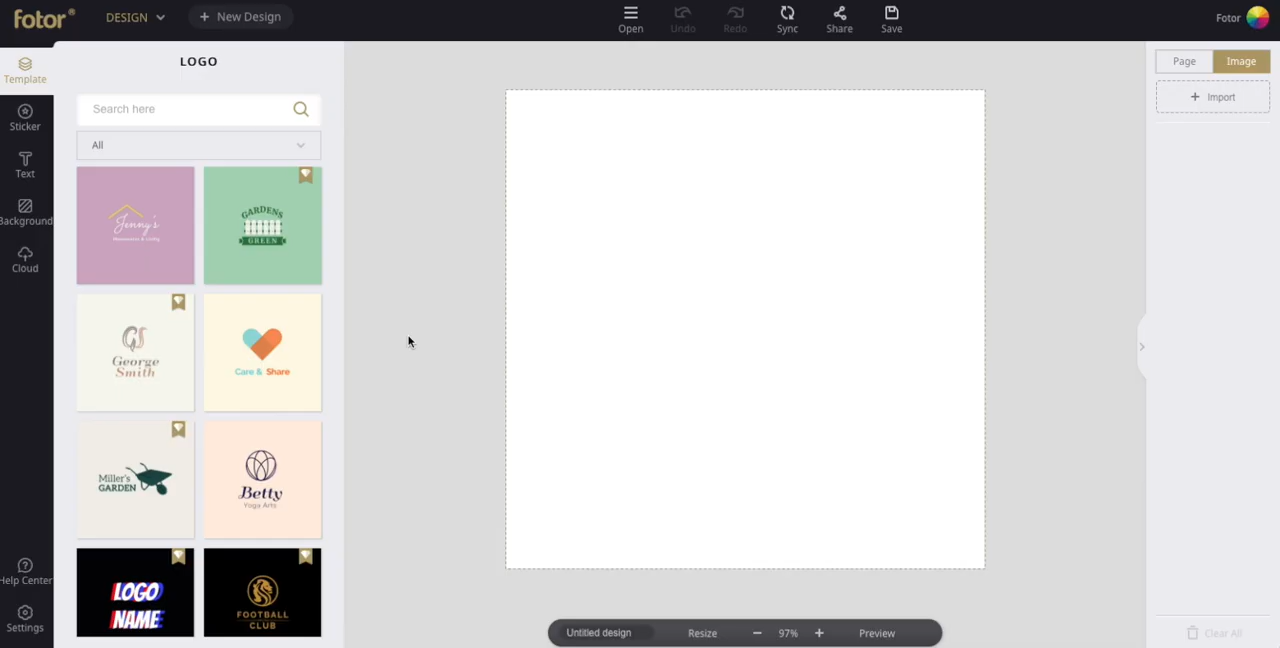 fotor
DESIGN
+ New Design
Open
Undo
Redo
Sync
Share
Save
Fotor
Template
Sticker
Text
Background
Cloud
Help Center
Settings
LOGO
Search here
All
Jenny's
GARDENS
GREEN
GS
George
Smith
Care & Share
Miller's
GARDEN
Betty
Yoga Arts
LOGO
NAME
FOOTBALL
CLUB
Untitled design
Resize
− 97% +
Preview
Page
Image
+ Import
Clear All